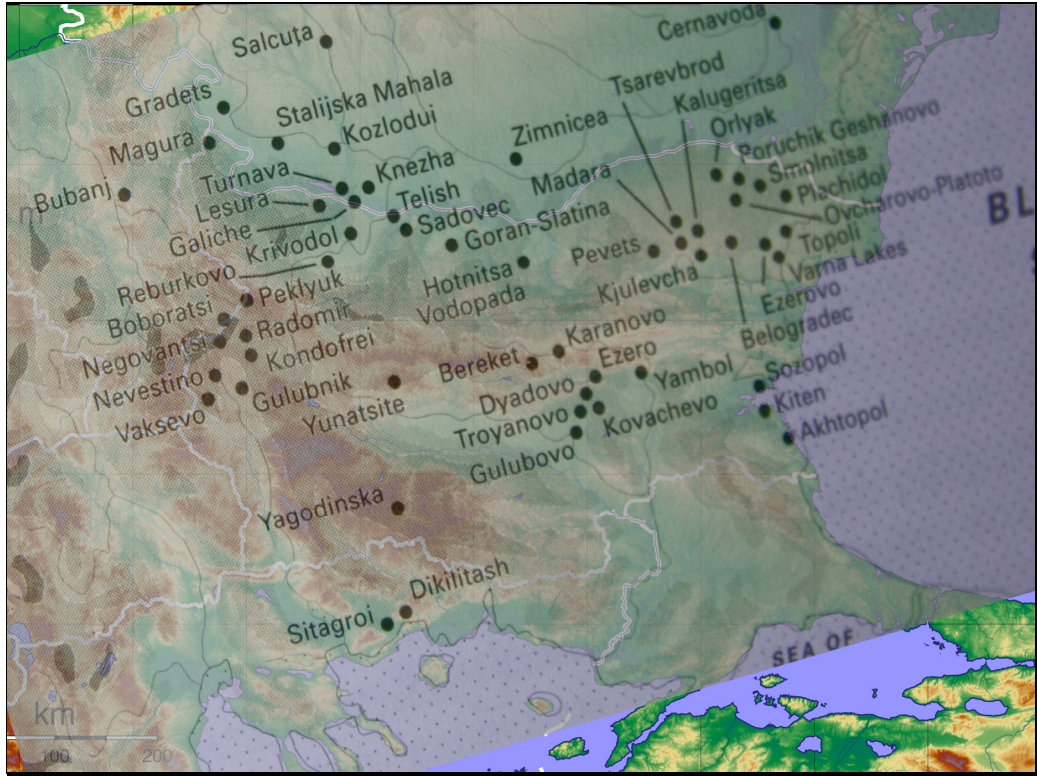 Cernavoda
Salcuța
Tsarevbrod
Gradets
Stalijska Mahala
Kalugeritsa
Magura
Kozlodui
Zimnicea
Orlyak
Poruchik Geshanovo
Turnava
Knezha
Madara
Smolnitsa
Bubanj
Lesura
Telish
Plachidol
Galiche
Sadovec
Ovcharovo-Platoto
BL
Krivodol
Goran-Slatina
Pevets
Topoli
Reburkovo
Hotnitsa
Varna Lakes
Peklyuk
Vodopada
Kjulevcha
Ezerovo
Boboratsi
Radomir
Karanovo
Belogradec
Negovantsi
Kondofrei
Bereket
Ezero
Sozopol
Nevestino
Gulubnik
Dyadovo
Yambol
Kiten
Vaksevo
Yunatsite
Troyanovo
Kovachevo
Akhtopol
Gulubovo
Yagodinska
Dikilitash
Sitagroi
SEA OF
km
100
200